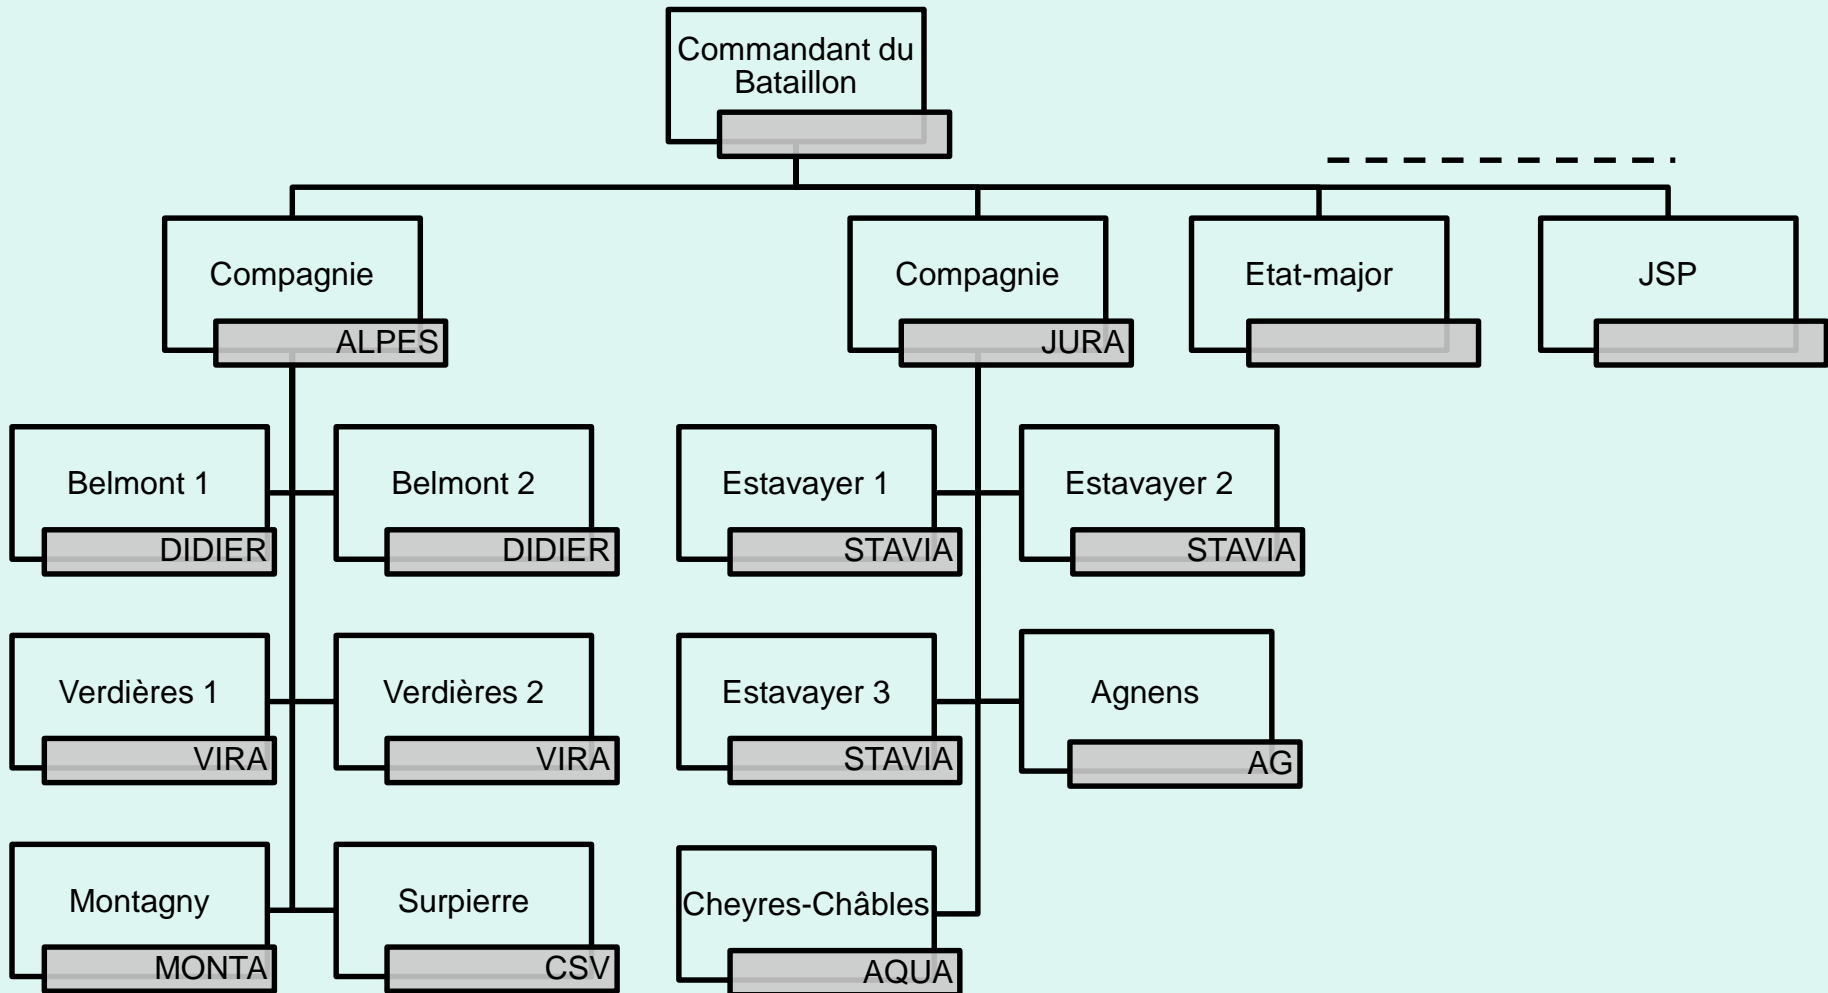 Commandant du
Bataillon
Compagnie
ALPES
Compagnie
JURA
Etat-major
JSP
Belmont 1
DIDIER
Belmont 2
DIDIER
Estavayer 1
STAVIA
Estavayer 2
STAVIA
Verdières 1
VIRA
Verdières 2
VIRA
Estavayer 3
STAVIA
Agnens
AG
Montagny
MONTA
Surpierre
CSV
Cheyres-Châbles
AQUA